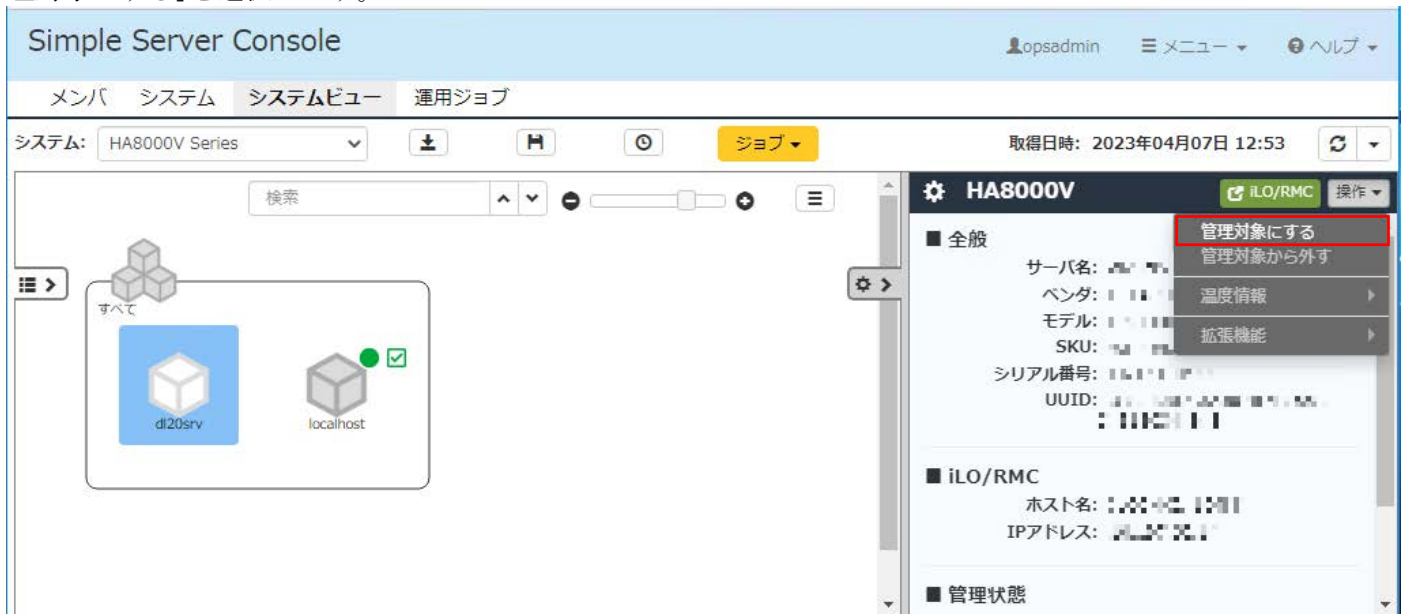 Simple Server Console
opsadmin メニュー ヘルプ
メンバ システム システムビュー 運用ジョブ
システム: HA8000V Series ジョブ 取得日時: 2023年04月07日 12:53
検索
すべて
dl20srv localhost
HA8000V iLO/RMC 操作
管理対象にする
管理対象から外す
温度情報
拡張機能
全般
サーバ名:
ベンダ:
モデル:
SKU:
シリアル番号:
UUID:
iLO/RMC
ホスト名:
IPアドレス:
管理状態